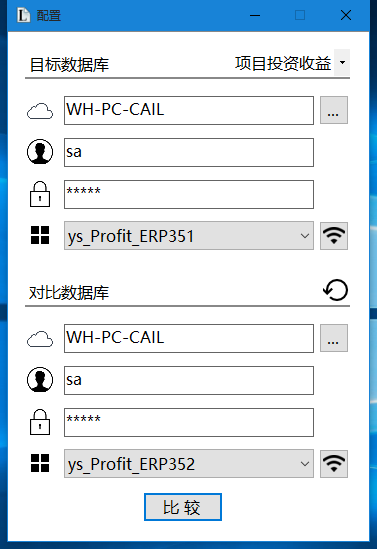 配置
目标数据库 项目投资收益
WH-PC-CAIL ...
sa
*****
ys_Profit_ERP351
对比数据库
WH-PC-CAIL ...
sa
*****
ys_Profit_ERP352
比 较